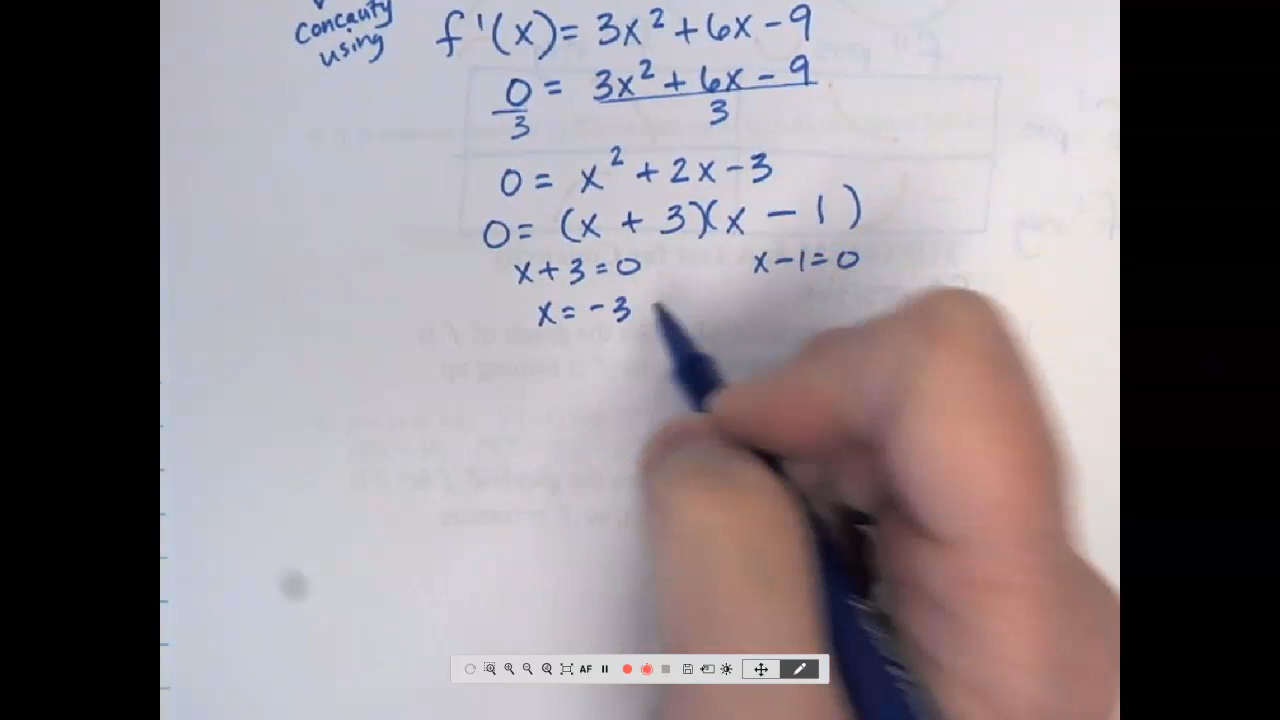 concavity
using
f'(x) = 3x² + 6x - 9
0/3 = (3x² + 6x - 9)/3
0 = x² + 2x - 3
0 = (x + 3)(x - 1)
x + 3 = 0 x - 1 = 0
x = -3
AF